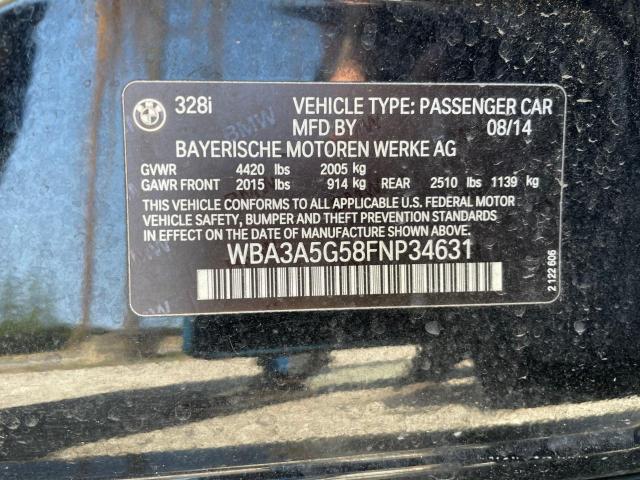 BMW 328i VEHICLE TYPE: PASSENGER CAR
MFD BY 08/14
BAYERISCHE MOTOREN WERKE AG
GVWR 4420 lbs 2005 kg
GAWR FRONT 2015 lbs 914 kg REAR 2510 lbs 1139 kg
THIS VEHICLE CONFORMS TO ALL APPLICABLE U.S. FEDERAL MOTOR
VEHICLE SAFETY, BUMPER AND THEFT PREVENTION STANDARDS
IN EFFECT ON THE DATE OF MANUFACTURE SHOWN ABOVE.
WBA3A5G58FNP34631
2 122 606